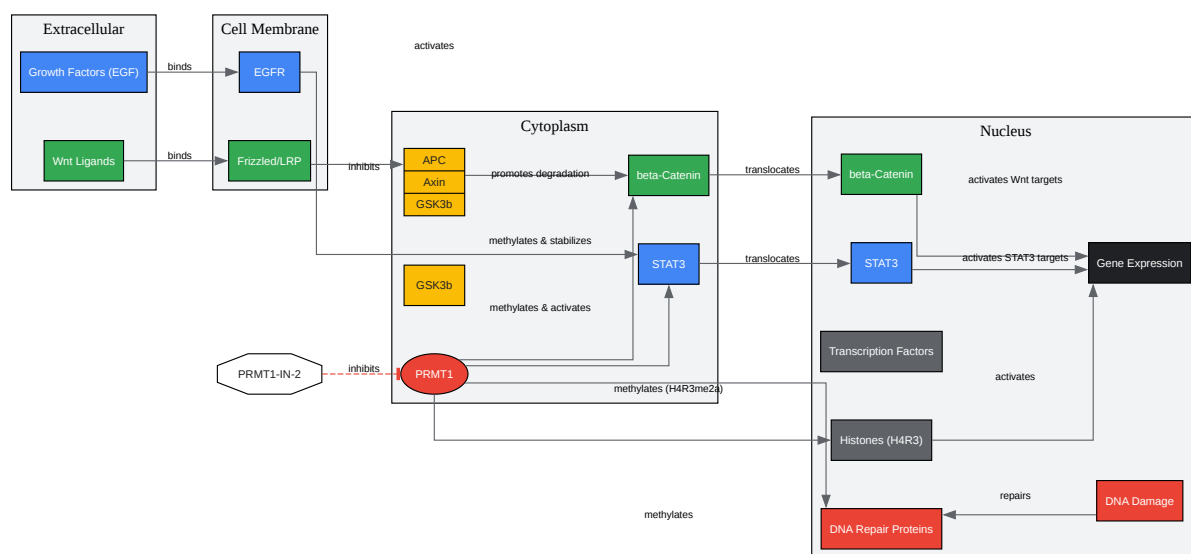 Extracellular
Cell Membrane
activates
Growth Factors (EGF)
binds
EGFR
Cytoplasm
Nucleus
Wnt Ligands
binds
Frizzled/LRP
inhibits
APC
Axin
GSK3b
promotes degradation
beta-Catenin
translocates
beta-Catenin
activates Wnt targets
methylates & stabilizes
STAT3
translocates
STAT3
activates STAT3 targets
Gene Expression
GSK3b
methylates & activates
Transcription Factors
PRMT1-IN-2
inhibits
PRMT1
methylates (H4R3me2a)
activates
Histones (H4R3)
repairs
DNA Damage
methylates
DNA Repair Proteins